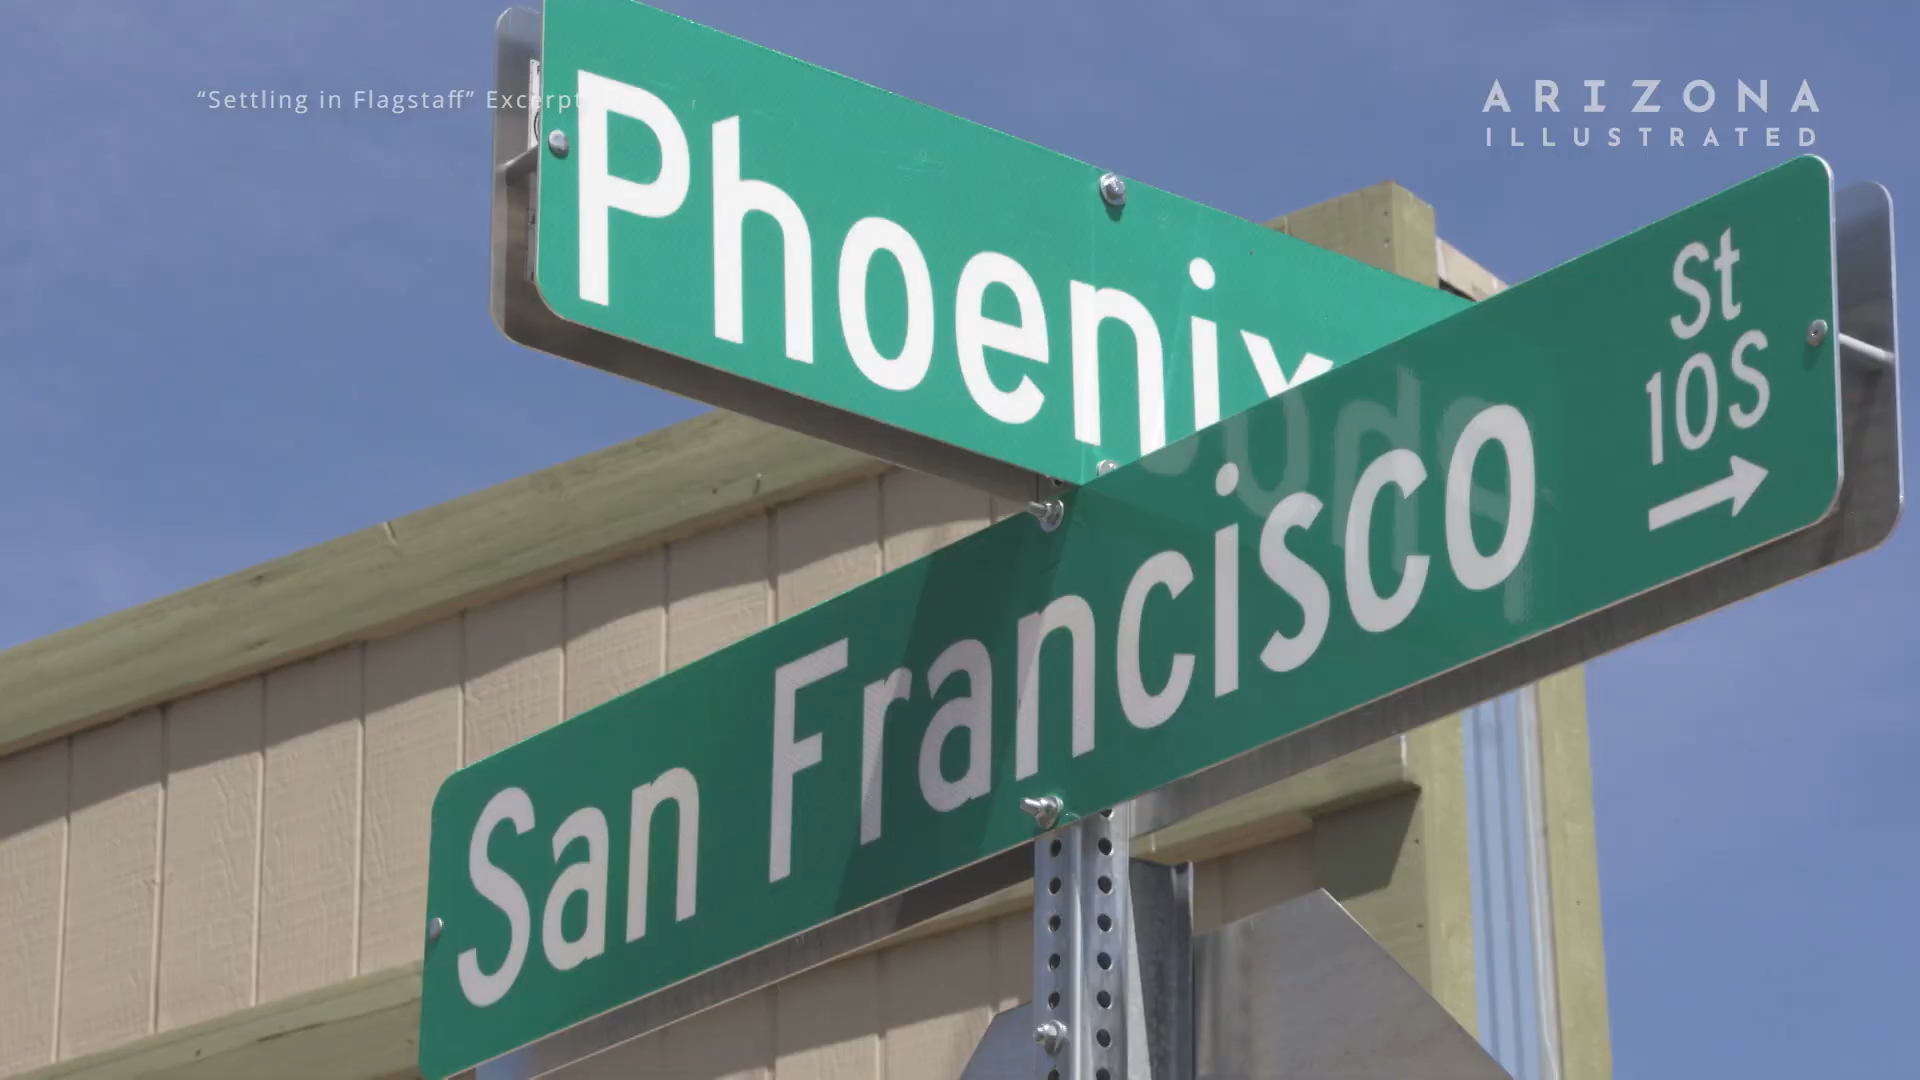 “Settling in Flagstaff” Excerpt
ARIZONA
ILLUSTRATED
Phoenix
San Francisco
St
10S